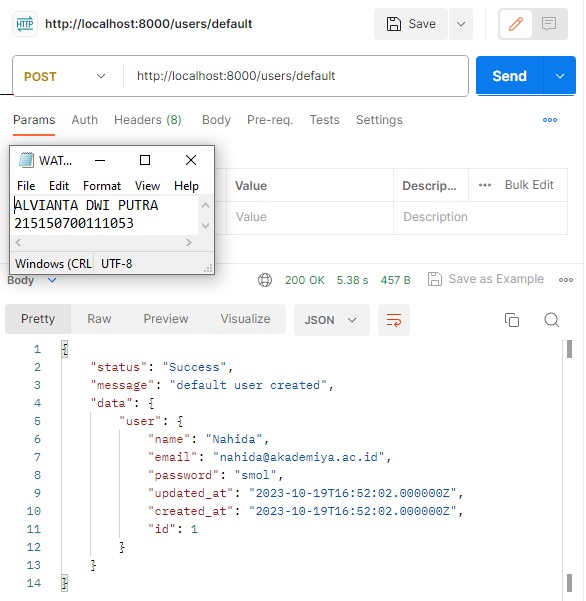 HTTP http://localhost:8000/users/default Save
POST http://localhost:8000/users/default Send
Params Auth Headers (8) Body Pre-req. Tests Settings
WAT...
File Edit Format View Help
ALVIANTA DWI PUTRA
215150700111053
Windows (CRL UTF-8
Value Descrip... Bulk Edit
Value Description
Body 200 OK 5.38 s 457 B Save as Example
Pretty Raw Preview Visualize JSON
1 {
2 "status": "Success",
3 "message": "default user created",
4 "data": {
5 "user": {
6 "name": "Nahida",
7 "email": "nahida@akademiya.ac.id",
8 "password": "smol",
9 "updated_at": "2023-10-19T16:52:02.000000Z",
10 "created_at": "2023-10-19T16:52:02.000000Z",
11 "id": 1
12 }
13 }
14 }